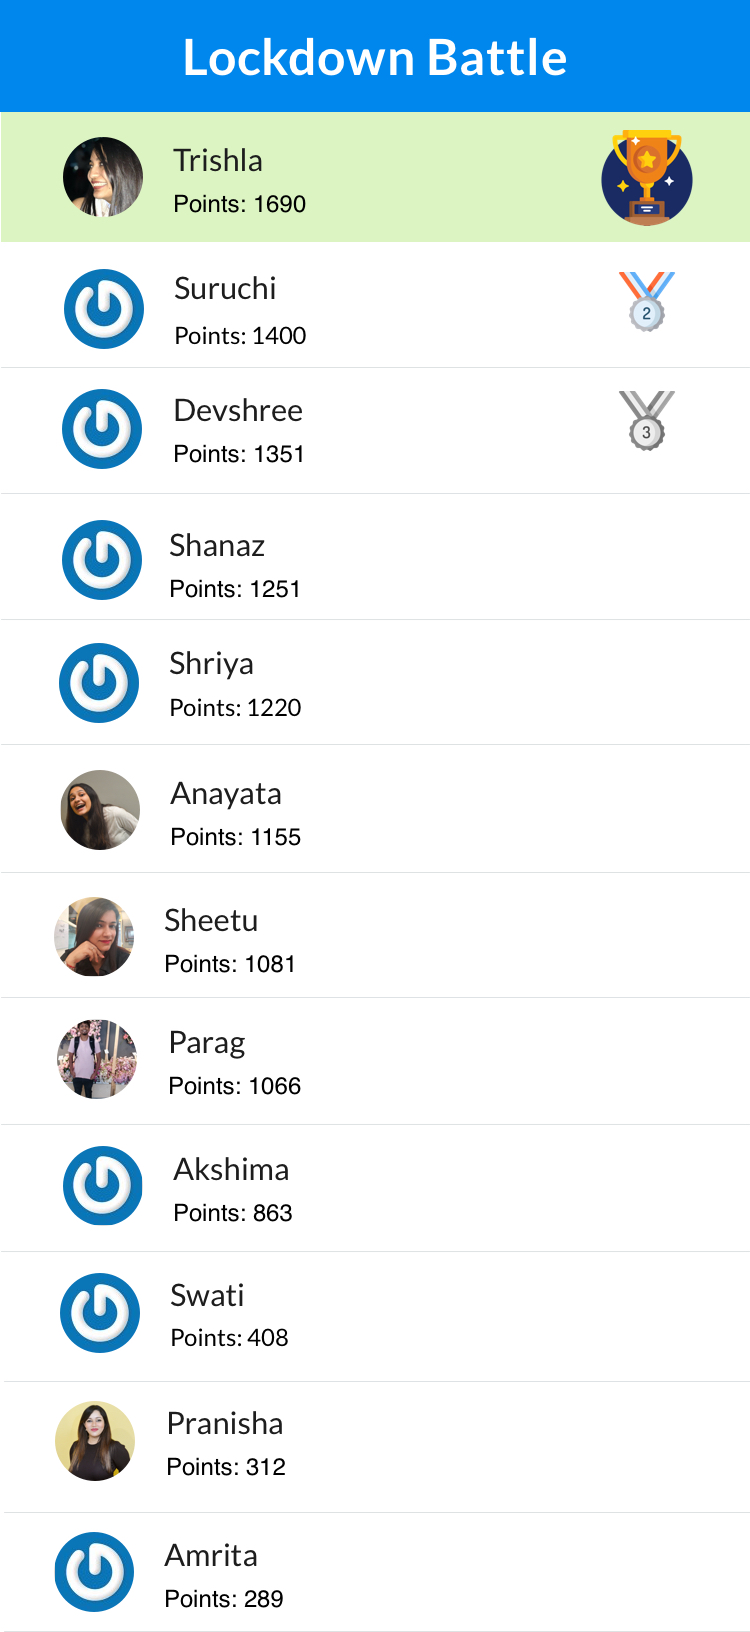 Lockdown Battle
Trishla
Points: 1690
Suruchi
Points: 1400
2
Devshree
Points: 1351
3
Shanaz
Points: 1251
Shriya
Points: 1220
Anayata
Points: 1155
Sheetu
Points: 1081
Parag
Points: 1066
Akshima
Points: 863
Swati
Points: 408
Pranisha
Points: 312
Amrita
Points: 289